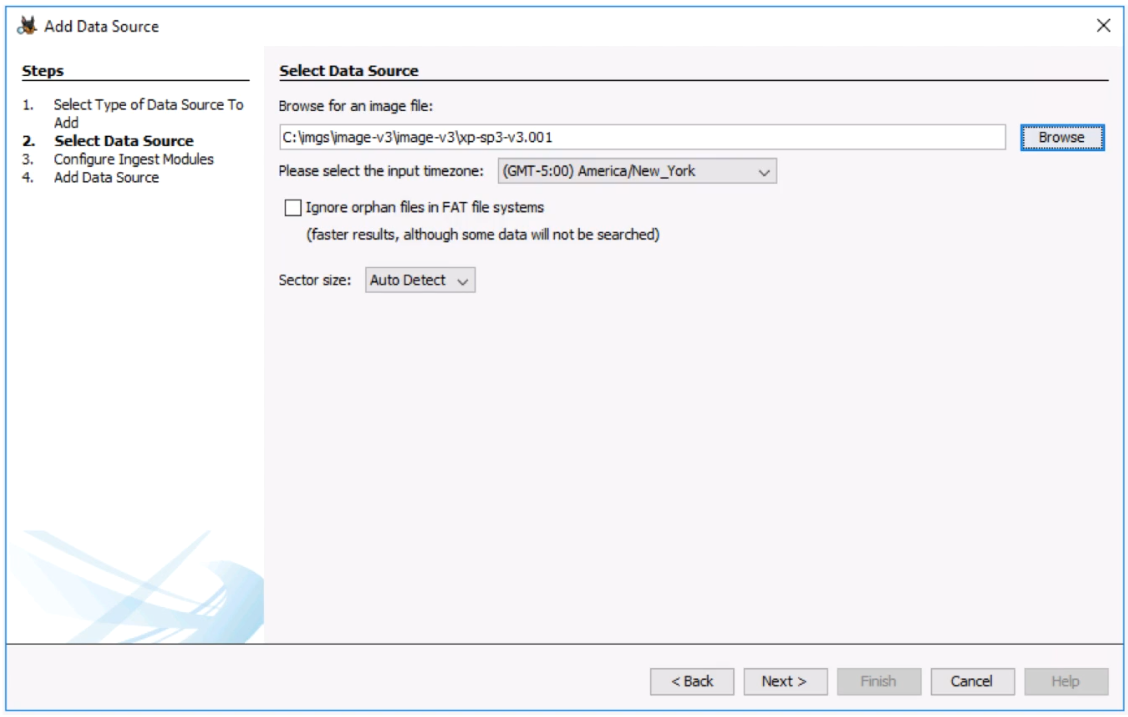 Add Data Source
Steps
1. Select Type of Data Source To
Add
2. Select Data Source
3. Configure Ingest Modules
4. Add Data Source
Select Data Source
Browse for an image file:
C:\imgs\image-v3\image-v3\xp-sp3-v3.001
Browse
Please select the input timezone: (GMT-5:00) America/New_York
Ignore orphan files in FAT file systems
(faster results, although some data will not be searched)
Sector size: Auto Detect
< Back Next > Finish Cancel Help